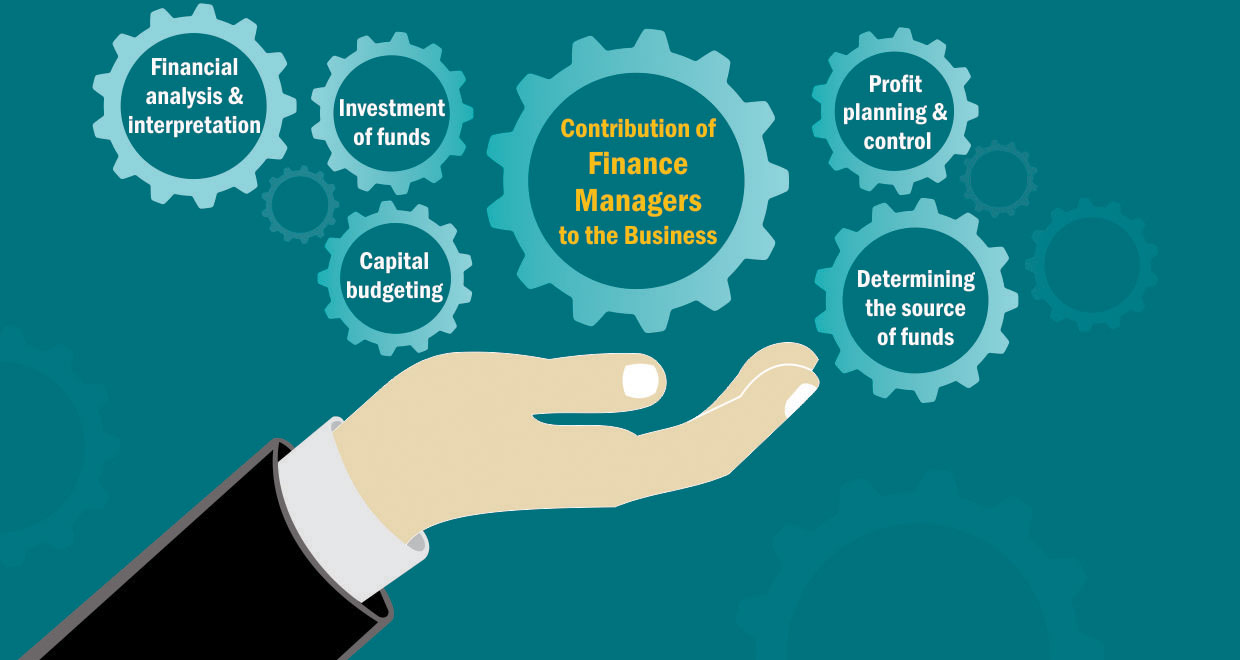 Financial
analysis &
interpretation
Investment
of funds
Capital
budgeting
Contribution of
Finance
Managers
to the Business
Profit
planning &
control
Determining
the source
of funds